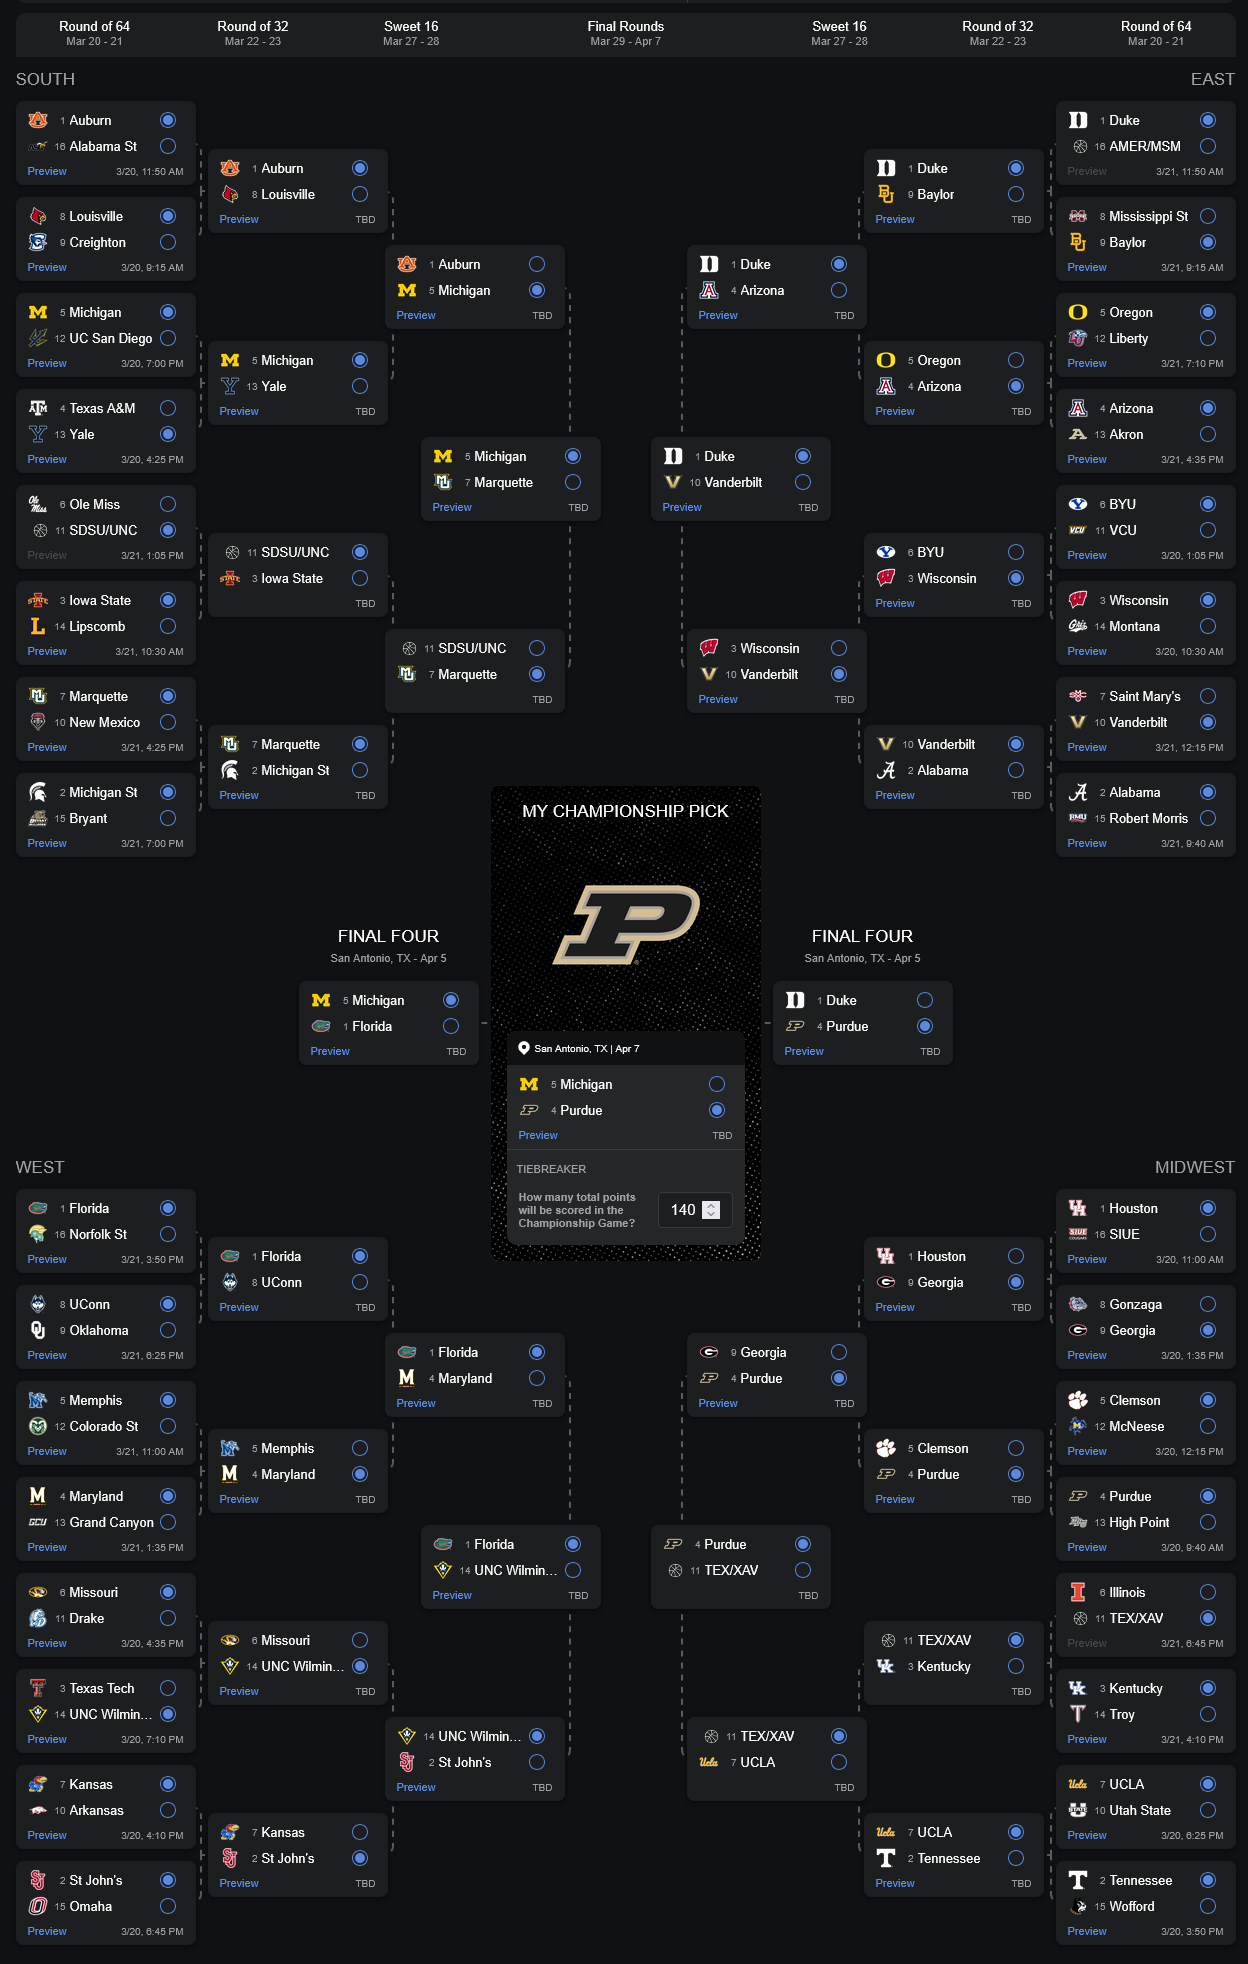 Round of 64
Mar 20 - 21
Round of 32
Mar 22 - 23
Sweet 16
Mar 27 - 28
Final Rounds
Mar 29 - Apr 7
Sweet 16
Mar 27 - 28
Round of 32
Mar 22 - 23
Round of 64
Mar 20 - 21
SOUTH
1 Auburn
16 Alabama St
Preview 3/20, 11:50 AM
8 Louisville
9 Creighton
Preview 3/20, 9:15 AM
5 Michigan
12 UC San Diego
Preview 3/20, 7:00 PM
4 Texas A&M
13 Yale
Preview 3/20, 4:25 PM
6 Ole Miss
11 SDSU/UNC
Preview 3/21, 1:05 PM
3 Iowa State
14 Lipscomb
Preview 3/21, 10:30 AM
7 Marquette
10 New Mexico
Preview 3/21, 4:25 PM
2 Michigan St
15 Bryant
Preview 3/21, 7:00 PM
1 Auburn
8 Louisville
Preview TBD
5 Michigan
13 Yale
Preview TBD
11 SDSU/UNC
3 Iowa State
TBD
7 Marquette
2 Michigan St
Preview TBD
1 Auburn
5 Michigan
Preview TBD
11 SDSU/UNC
7 Marquette
TBD
5 Michigan
7 Marquette
Preview TBD
EAST
1 Duke
16 AMER/MSM
Preview 3/21, 11:50 AM
8 Mississippi St
9 Baylor
Preview 3/21, 9:15 AM
5 Oregon
12 Liberty
Preview 3/21, 7:10 PM
4 Arizona
13 Akron
Preview 3/21, 4:35 PM
6 BYU
11 VCU
Preview 3/20, 1:05 PM
3 Wisconsin
14 Montana
Preview 3/20, 10:30 AM
7 Saint Mary's
10 Vanderbilt
Preview 3/21, 12:15 PM
2 Alabama
15 Robert Morris
Preview 3/21, 9:40 AM
1 Duke
9 Baylor
Preview TBD
5 Oregon
4 Arizona
Preview TBD
6 BYU
3 Wisconsin
Preview TBD
10 Vanderbilt
2 Alabama
Preview TBD
1 Duke
4 Arizona
Preview TBD
3 Wisconsin
10 Vanderbilt
Preview TBD
1 Duke
10 Vanderbilt
Preview TBD
MY CHAMPIONSHIP PICK
FINAL FOUR
San Antonio, TX - Apr 5
5 Michigan
1 Florida
Preview TBD
FINAL FOUR
San Antonio, TX - Apr 5
1 Duke
4 Purdue
Preview TBD
San Antonio, TX | Apr 7
5 Michigan
4 Purdue
Preview TBD
TIEBREAKER
How many total points
will be scored in the
Championship Game?
140
WEST
1 Florida
16 Norfolk St
Preview 3/21, 3:50 PM
8 UConn
9 Oklahoma
Preview 3/21, 6:25 PM
5 Memphis
12 Colorado St
Preview 3/21, 11:00 AM
4 Maryland
13 Grand Canyon
Preview 3/21, 1:35 PM
6 Missouri
11 Drake
Preview 3/20, 4:35 PM
3 Texas Tech
14 UNC Wilmin...
Preview 3/20, 7:10 PM
7 Kansas
10 Arkansas
Preview 3/20, 4:10 PM
2 St John's
15 Omaha
Preview 3/20, 6:45 PM
1 Florida
8 UConn
Preview TBD
5 Memphis
4 Maryland
Preview TBD
6 Missouri
14 UNC Wilmin...
Preview TBD
7 Kansas
2 St John's
Preview TBD
1 Florida
4 Maryland
Preview TBD
14 UNC Wilmin...
2 St John's
Preview TBD
1 Florida
14 UNC Wilmin...
Preview TBD
MIDWEST
1 Houston
16 SIUE
Preview 3/20, 11:00 AM
8 Gonzaga
9 Georgia
Preview 3/20, 1:35 PM
5 Clemson
12 McNeese
Preview 3/20, 12:15 PM
4 Purdue
13 High Point
Preview 3/20, 9:40 AM
6 Illinois
11 TEX/XAV
Preview 3/21, 6:45 PM
3 Kentucky
14 Troy
Preview 3/21, 4:10 PM
7 UCLA
10 Utah State
Preview 3/20, 6:25 PM
2 Tennessee
15 Wofford
Preview 3/20, 3:50 PM
1 Houston
9 Georgia
Preview TBD
5 Clemson
4 Purdue
Preview TBD
11 TEX/XAV
3 Kentucky
TBD
7 UCLA
2 Tennessee
Preview TBD
9 Georgia
4 Purdue
Preview TBD
11 TEX/XAV
7 UCLA
TBD
4 Purdue
11 TEX/XAV
TBD